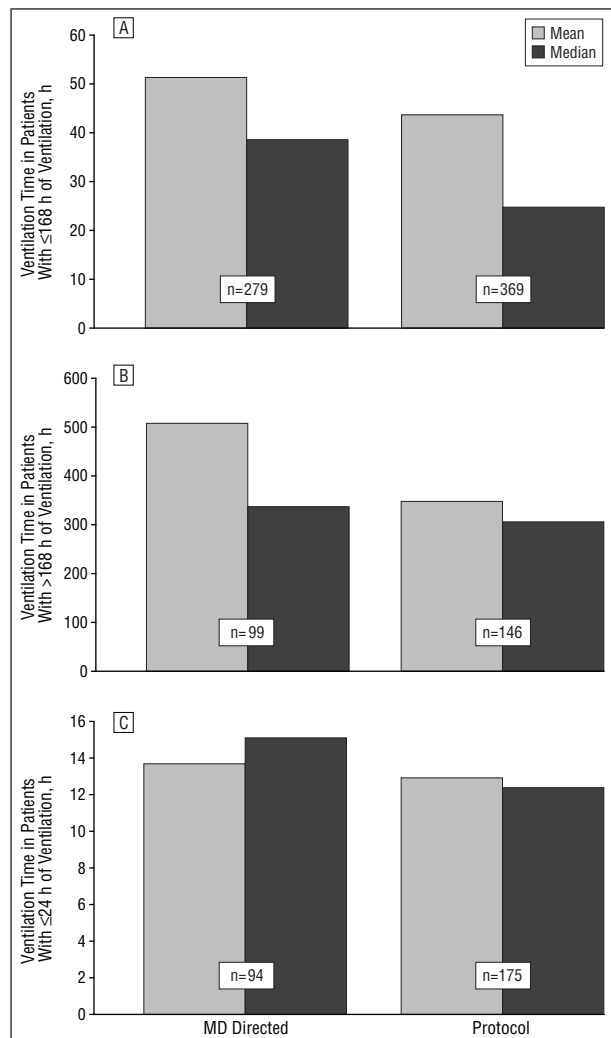 A
Mean
Median
Ventilation Time in Patients
With ≤168 h of Ventilation, h
60
50
40
30
20
10
0
n=279
n=369
B
Ventilation Time in Patients
With >168 h of Ventilation, h
600
500
400
300
200
100
0
n=99
n=146
C
Ventilation Time in Patients
With ≤24 h of Ventilation, h
16
14
12
10
8
6
4
2
0
n=94
n=175
MD Directed
Protocol